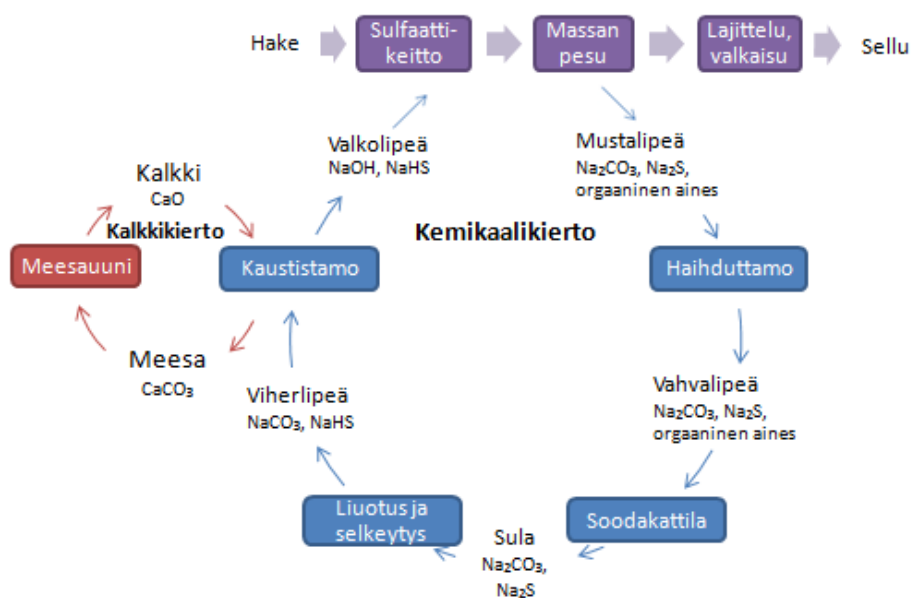 Hake
Sulfaatti-
keitto
Massan
pesu
Lajittelu,
valkaisu
Sellu
Valkolipeä
NaOH, NaHS
Mustalipeä
Na₂CO₃, Na₂S,
orgaaninen aines
Kalkki
CaO
Kalkkikierto
Kemikaalikierto
Meesauuni
Kaustistamo
Haihduttamo
Meesa
CaCO₃
Viherlipeä
NaCO₃, NaHS
Vahvalipeä
Na₂CO₃, Na₂S,
orgaaninen aines
Liuotus ja
selkeytys
Sula
Na₂CO₃,
Na₂S
Soodakattila